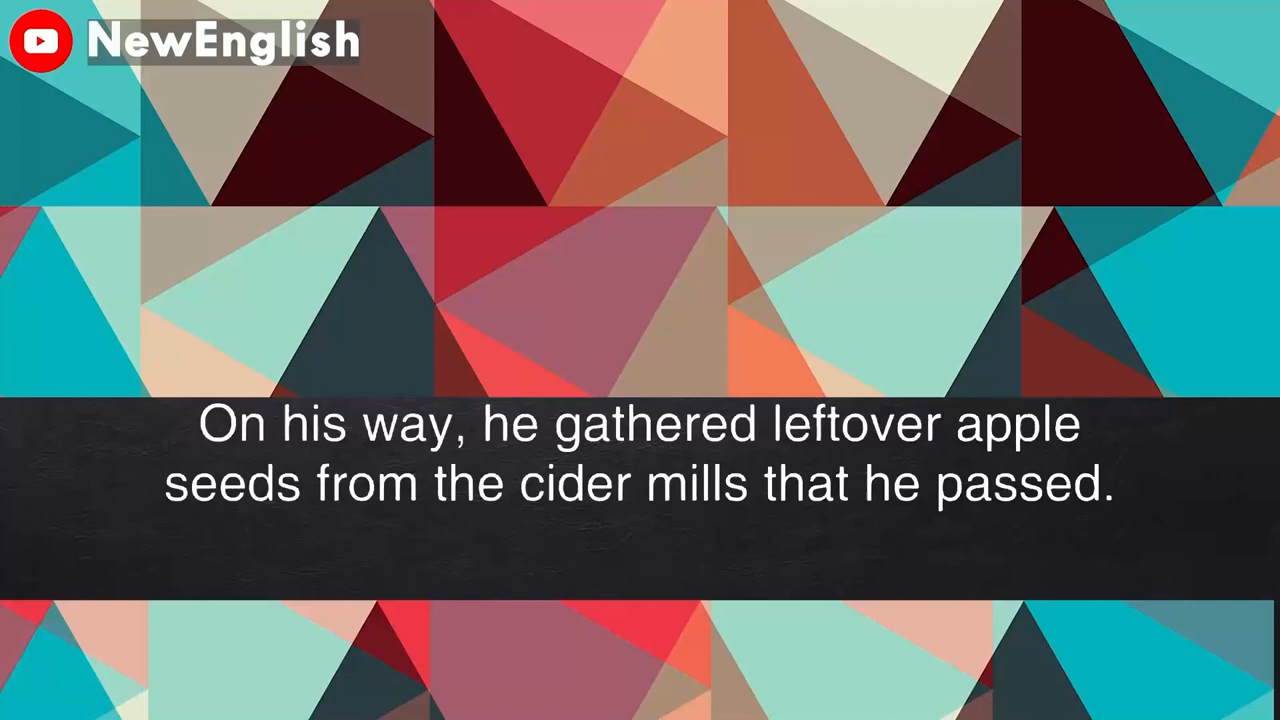 NewEnglish
On his way, he gathered leftover apple
seeds from the cider mills that he passed.